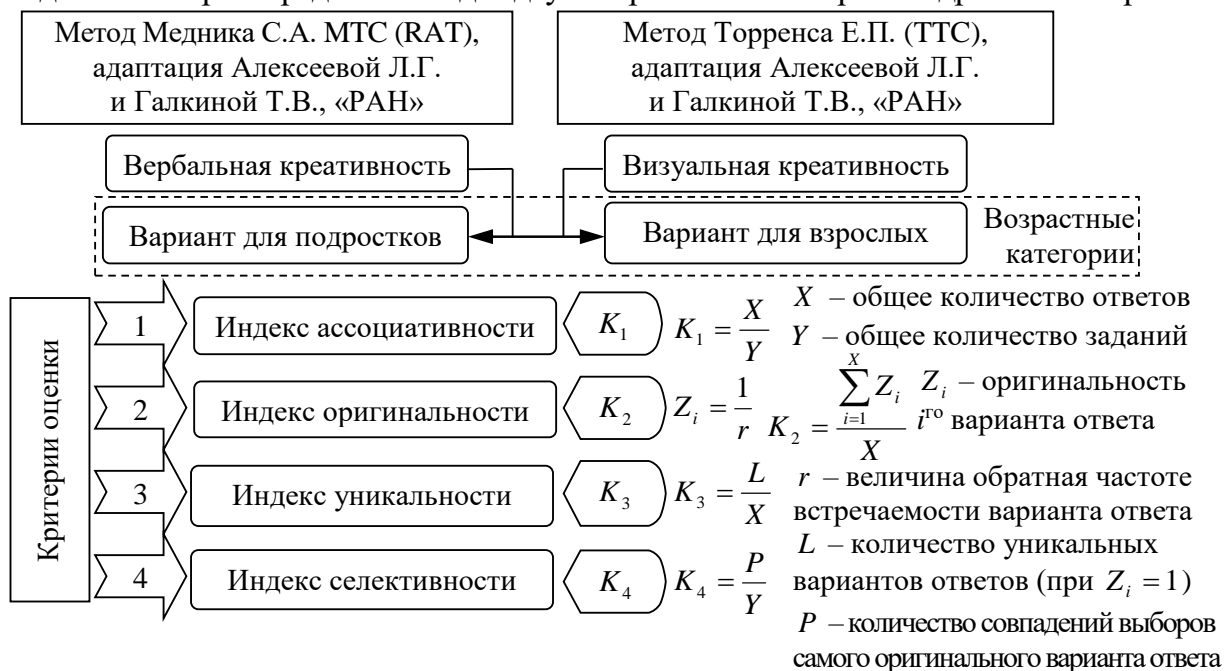 Метод Медника С.А. МТС (RAT),
адаптация Алексеевой Л.Г.
и Галкиной Т.В., «РАН»
Метод Торренса Е.П. (ТТС),
адаптация Алексеевой Л.Г.
и Галкиной Т.В., «РАН»
Вербальная креативность
Визуальная креативность
Вариант для подростков
Вариант для взрослых
Возрастные
категории
Критерии оценки
1
Индекс ассоциативности
K₁
K₁ = X/Y
X – общее количество ответов
Y – общее количество заданий
2
Индекс оригинальности
K₂
Zᵢ = 1/r
K₂ = ∑ᵢ₌₁ˣ Zᵢ / X
Zᵢ – оригинальность
iᵒᵍᵒ варианта ответа
3
Индекс уникальности
K₃
K₃ = L/X
r – величина обратная частоте
встречаемости варианта ответа
4
Индекс селективности
K₄
K₄ = P/Y
L – количество уникальных
вариантов ответов (при Zᵢ = 1)
P – количество совпадений выборов
самого оригинального варианта ответа